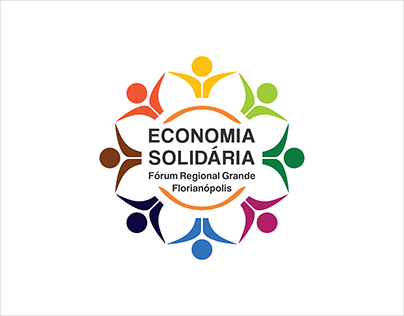 ECONOMIA
SOLIDÁRIA
Fórum Regional Grande
Florianópolis